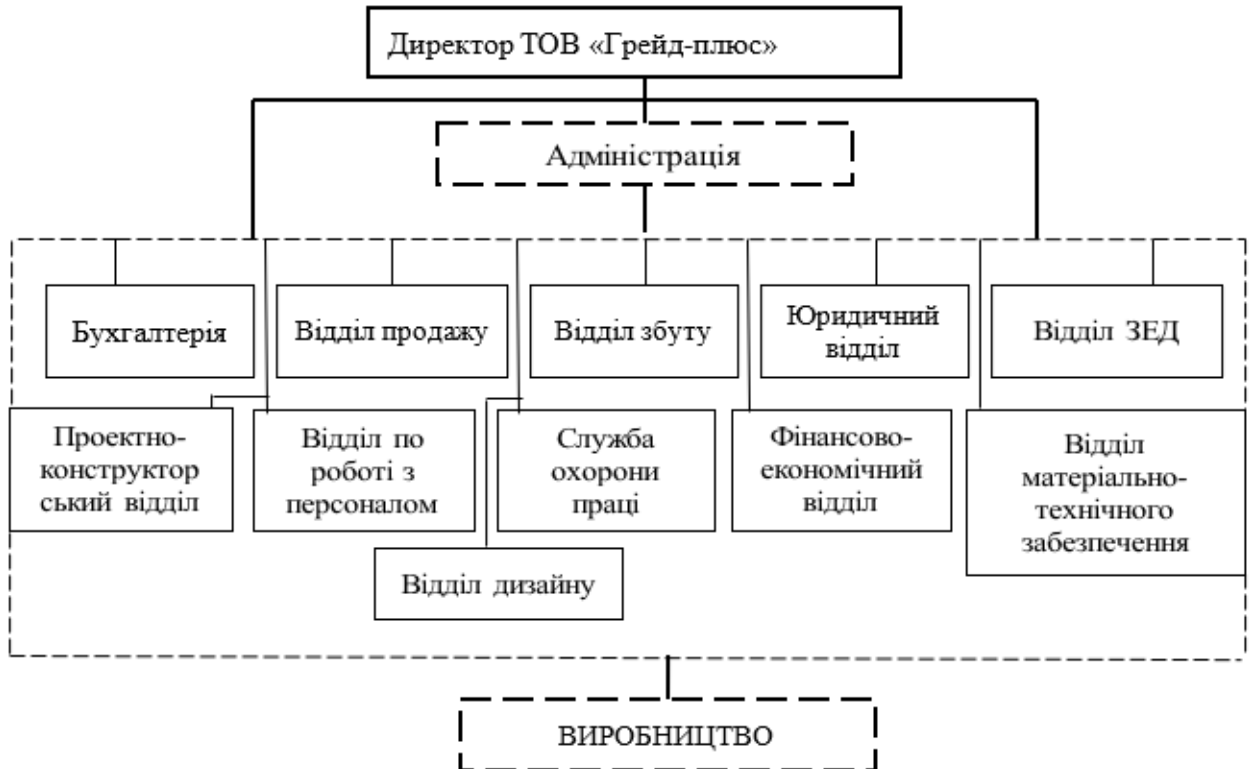 Директор ТОВ «Грейд-плюс»
Адміністрація
Бухгалтерія
Відділ продажу
Відділ збуту
Юридичний
відділ
Відділ ЗЕД
Проектно-
конструктор
ський відділ
Відділ по
роботі з
персоналом
Служба
охорони
праці
Фінансово-
економічний
відділ
Відділ
матеріально-
технічного
забезпечення
Відділ дизайну
ВИРОБНИЦТВО